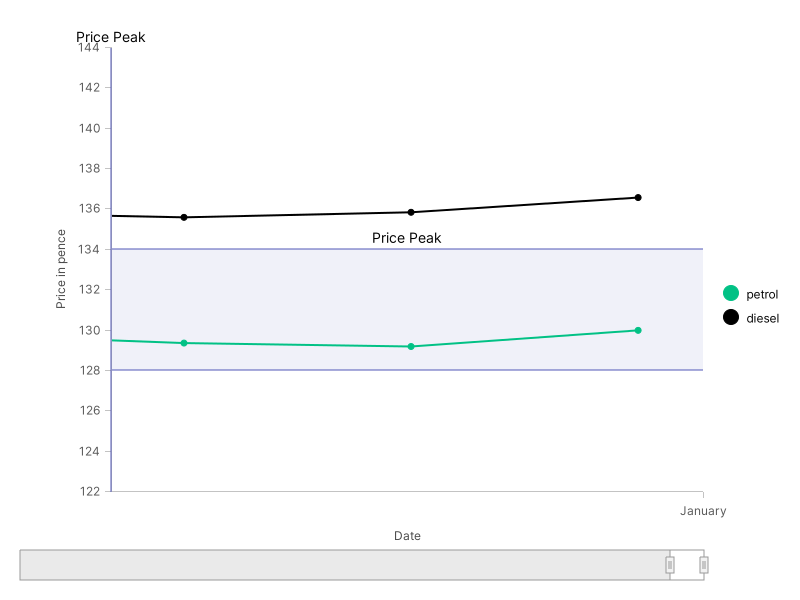 Price Peak
144
142
140
138
136
134
132
130
128
126
124
122
Price in pence
Price Peak
petrol
diesel
January
Date